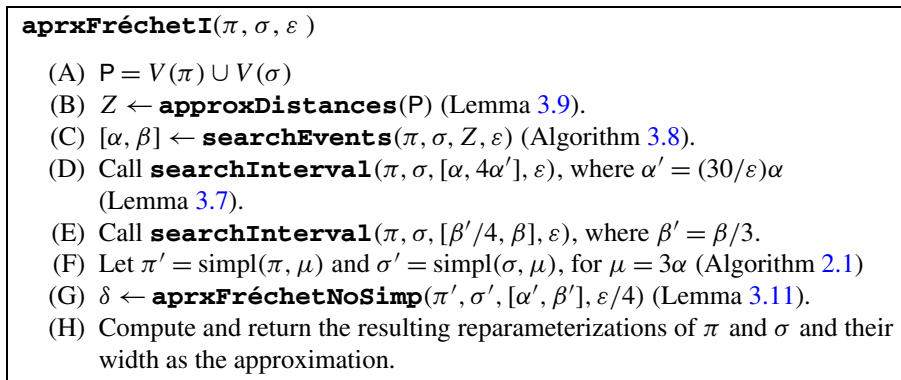 aprxFréchetI(π, σ, ε )
(A) P = V(π) ∪ V(σ)
(B) Z ← approxDistances(P) (Lemma 3.9).
(C) [α, β] ← searchEvents(π, σ, Z, ε) (Algorithm 3.8).
(D) Call searchInterval(π, σ, [α, 4α′], ε), where α′ = (30/ε)α
(Lemma 3.7).
(E) Call searchInterval(π, σ, [β′/4, β], ε), where β′ = β/3.
(F) Let π′ = simpl(π, μ) and σ′ = simpl(σ, μ), for μ = 3α (Algorithm 2.1)
(G) δ ← aprxFréchetNoSimp(π′, σ′, [α′, β′], ε/4) (Lemma 3.11).
(H) Compute and return the resulting reparameterizations of π and σ and their
width as the approximation.